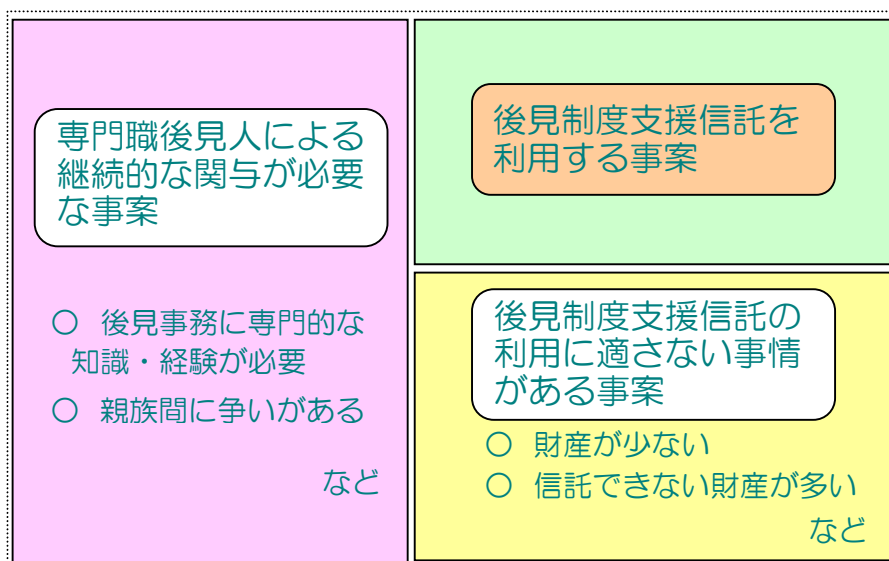 専門職後見人による
継続的な関与が必要
な事案
○ 後見事務に専門的な
知識・経験が必要
○ 親族間に争いがある
など
後見制度支援信託を
利用する事案
後見制度支援信託の
利用に適さない事情
がある事案
○ 財産が少ない
○ 信託できない財産が多い
など